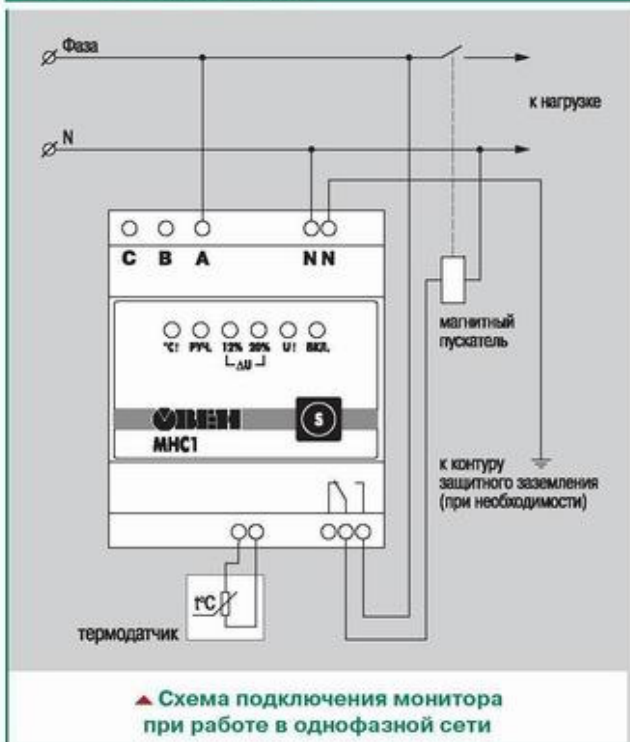 Фаза
к нагрузке
N
C B A N N
магнитный
пускатель
°C! РУЧ. 12% 20% U! ВКЛ.
ΔU
ОВЕН
S
МНС1
к контуру
защитного заземления
(при необходимости)
t°C
термодатчик
▲ Схема подключения монитора
при работе в однофазной сети